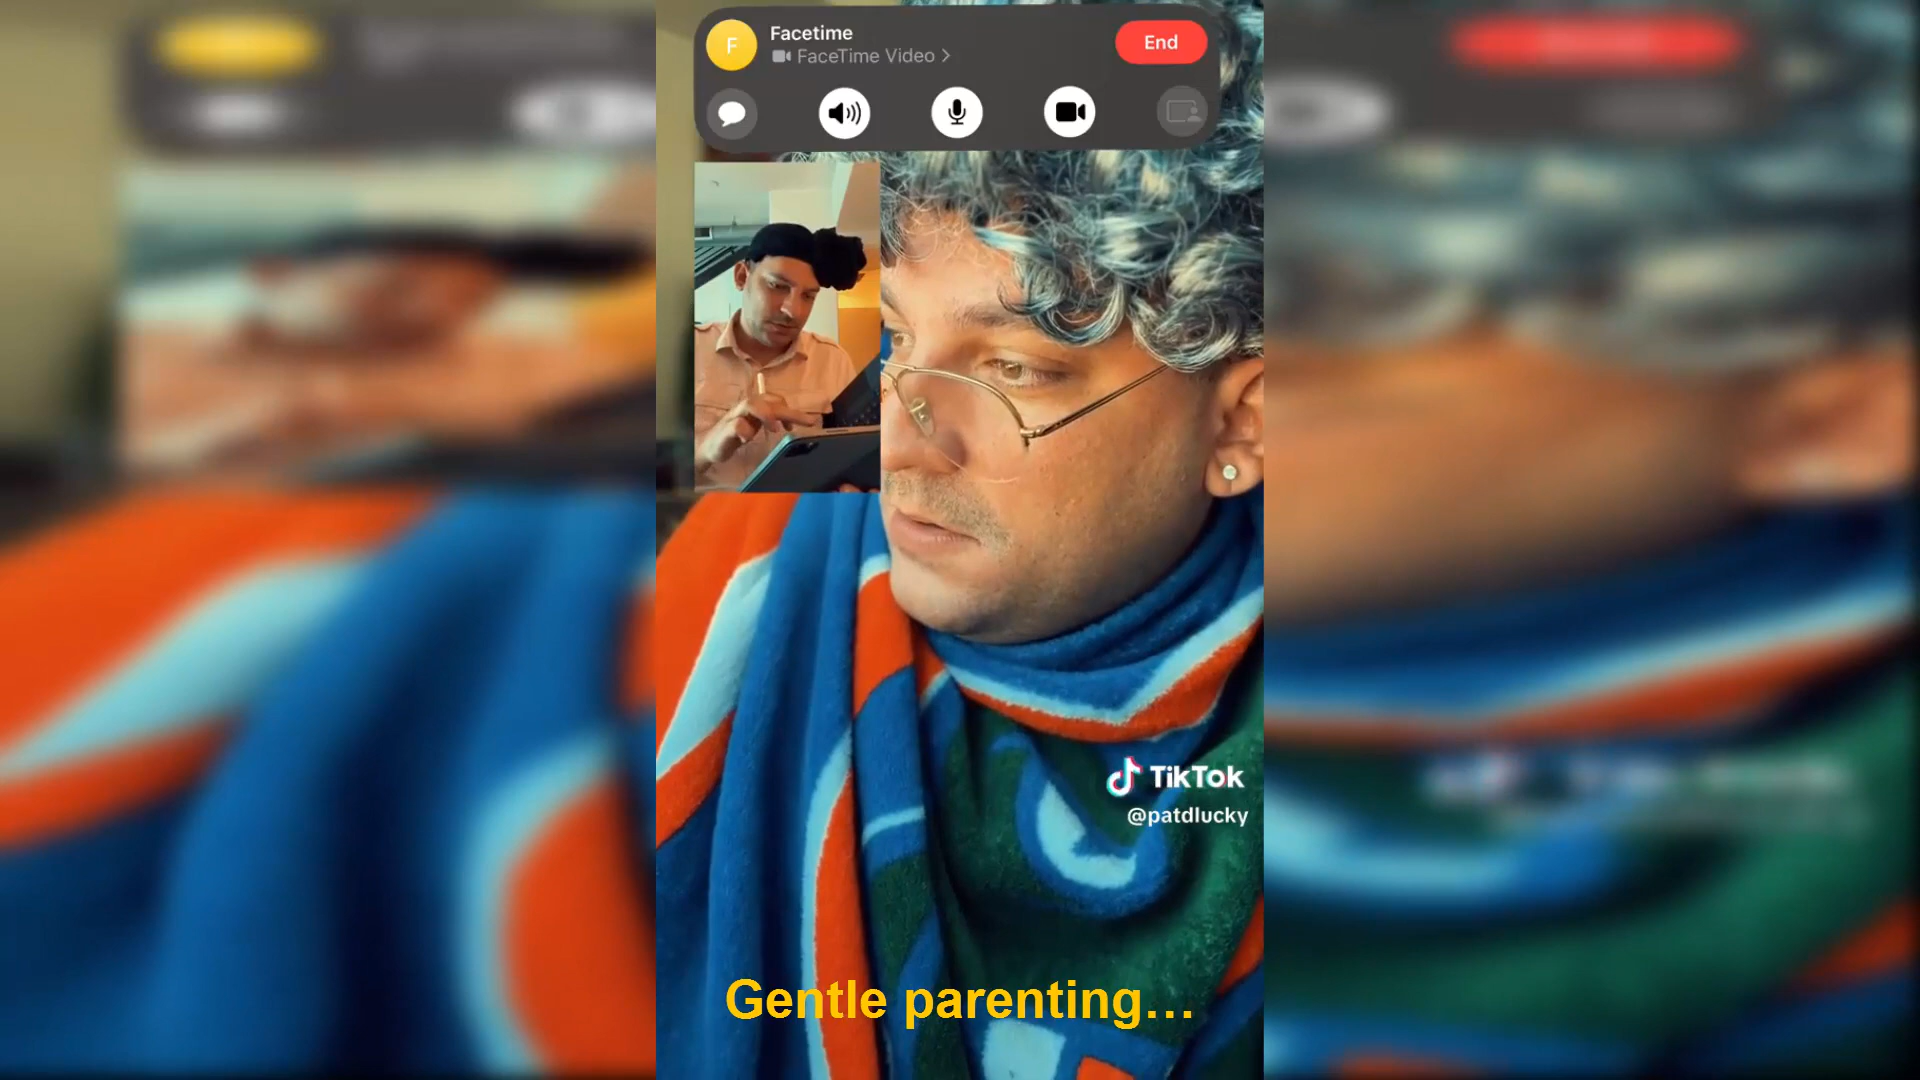 F
Facetime
FaceTime Video
End
TikTok
@patdlucky
Gentle parenting...